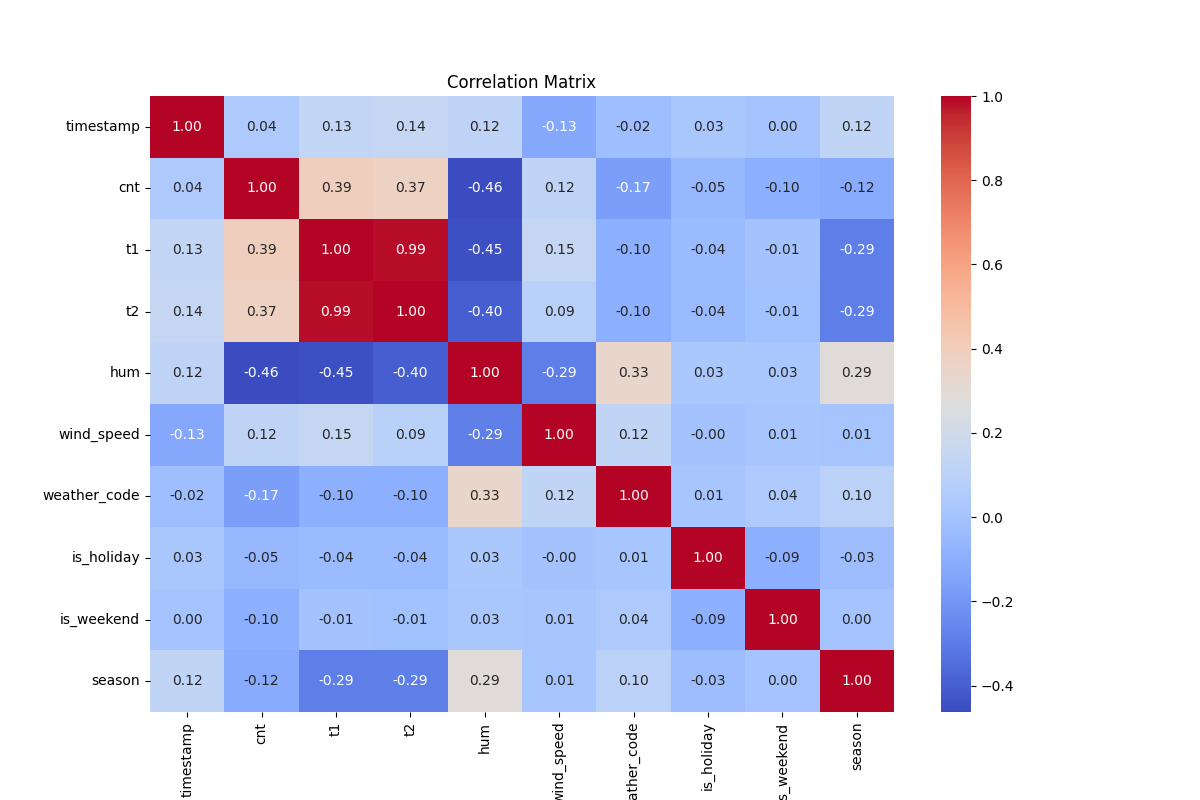 Correlation Matrix
timestamp 1.00 0.04 0.13 0.14 0.12 -0.13 -0.02 0.03 0.00 0.12
cnt 0.04 1.00 0.39 0.37 -0.46 0.12 -0.17 -0.05 -0.10 -0.12
t1 0.13 0.39 1.00 0.99 -0.45 0.15 -0.10 -0.04 -0.01 -0.29
t2 0.14 0.37 0.99 1.00 -0.40 0.09 -0.10 -0.04 -0.01 -0.29
hum 0.12 -0.46 -0.45 -0.40 1.00 -0.29 0.33 0.03 0.03 0.29
wind_speed -0.13 0.12 0.15 0.09 -0.29 1.00 0.12 -0.00 0.01 0.01
weather_code -0.02 -0.17 -0.10 -0.10 0.33 0.12 1.00 0.01 0.04 0.10
is_holiday 0.03 -0.05 -0.04 -0.04 0.03 -0.00 0.01 1.00 -0.09 -0.03
is_weekend 0.00 -0.10 -0.01 -0.01 0.03 0.01 0.04 -0.09 1.00 0.00
season 0.12 -0.12 -0.29 -0.29 0.29 0.01 0.10 -0.03 0.00 1.00
timestamp cnt t1 t2 hum wind_speed ather_code is_holiday s_weekend season
1.0
0.8
0.6
0.4
0.2
0.0
−0.2
−0.4